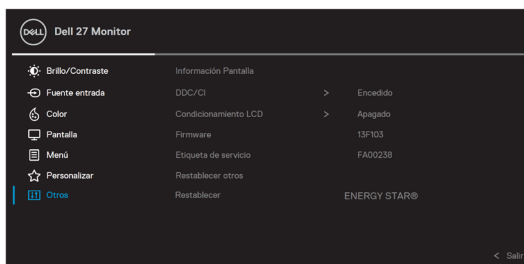 DELL Dell 27 Monitor
Brillo/Contraste Información Pantalla
Fuente entrada DDC/CI > Encedido
Color Condicionamiento LCD > Apagado
Pantalla Firmware 13F103
Menú Etiqueta de servicio FA00238
Personalizar Restablecer otros
Otros Restablecer ENERGY STAR®
< Salir